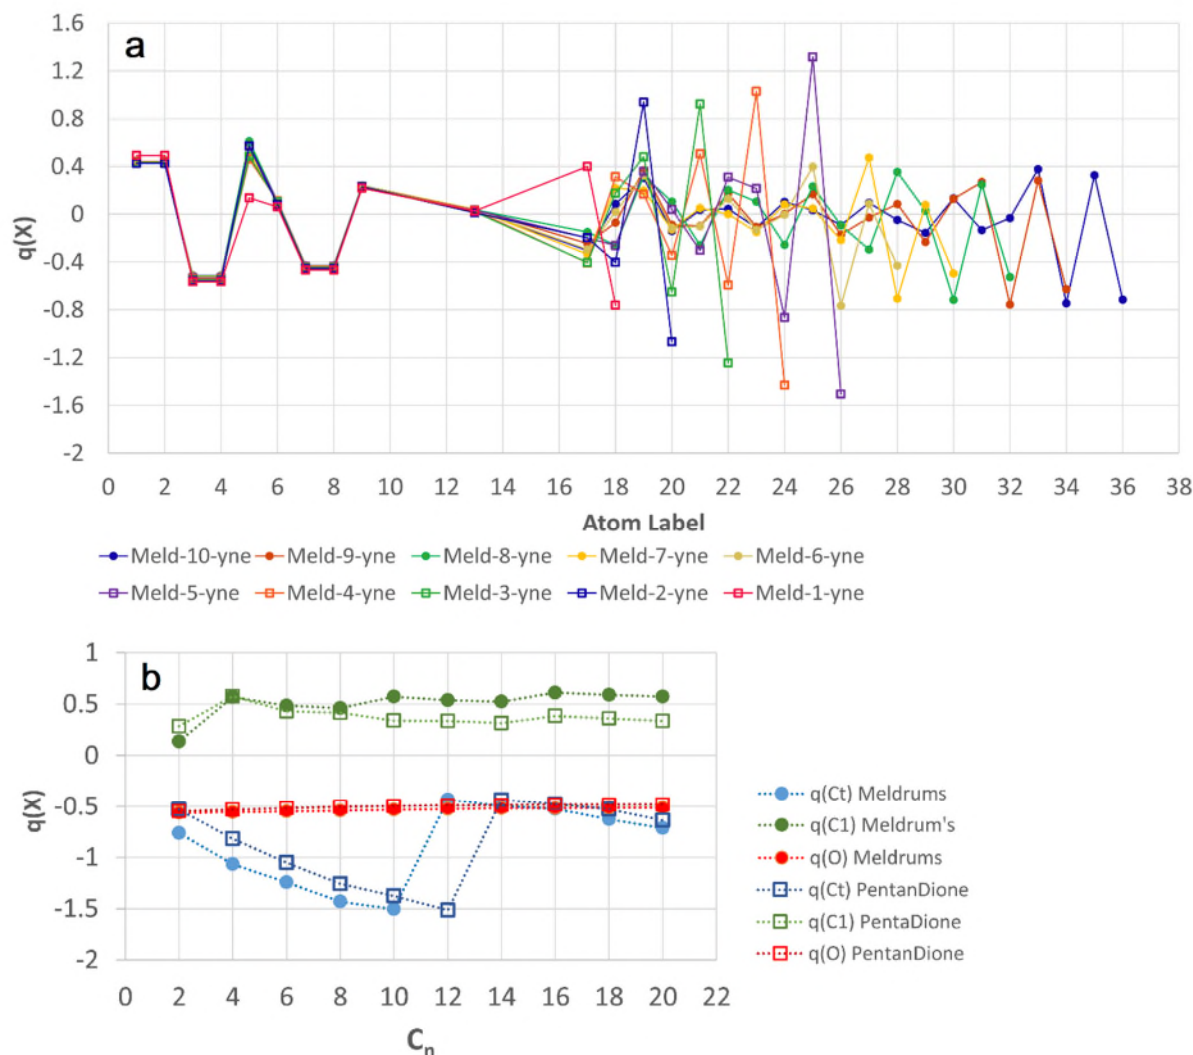 a
1.6
1.2
0.8
0.4
0
-0.4
-0.8
-1.2
-1.6
-2
q(X)
0 2 4 6 8 10 12 14 16 18 20 22 24 26 28 30 32 34 36 38
Atom Label
Meld-10-yne Meld-9-yne Meld-8-yne Meld-7-yne Meld-6-yne
Meld-5-yne Meld-4-yne Meld-3-yne Meld-2-yne Meld-1-yne
b
1
0.5
0
-0.5
-1
-1.5
-2
q(X)
0 2 4 6 8 10 12 14 16 18 20 22
Cn
q(Ct) Meldrums
q(C1) Meldrum's
q(O) Meldrums
q(Ct) PentanDione
q(C1) PentaDione
q(O) PentanDione